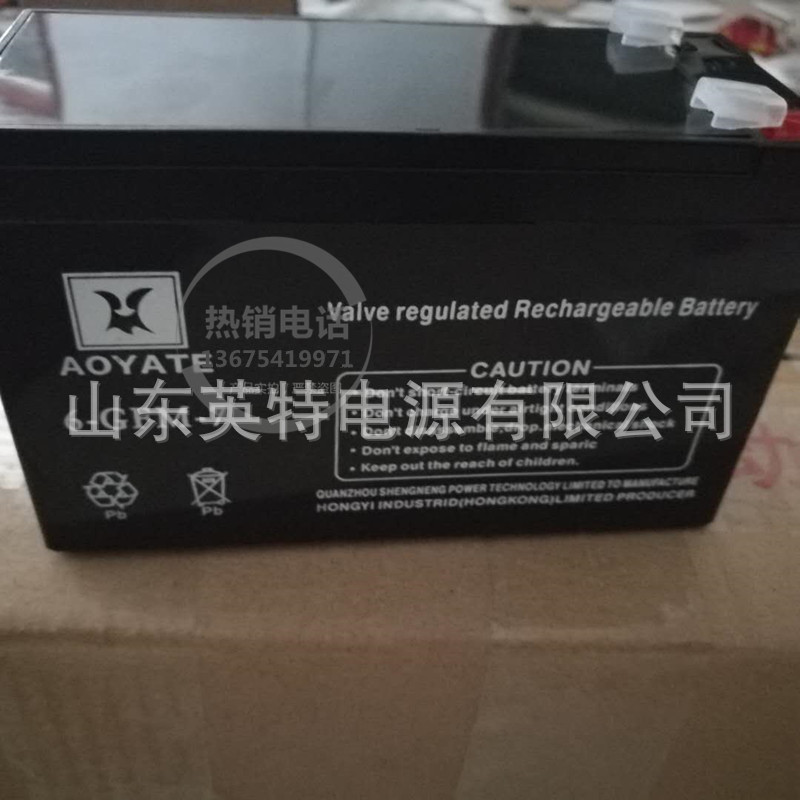 热销电话
13675419971
Valve regulated Rechargeable Battery
AOYATE
CAUTION
山东英特电源有限公司
Don't expose to flame and sparic
Keep out the reach of children.
Pb
Pb
QUANZHOU SHENGNENG POWER TECHNOLOGY LIMITED TO MANUFACTURE
HONGYI INDUSTRID(HONGKONG)LIMITED PRODUCER